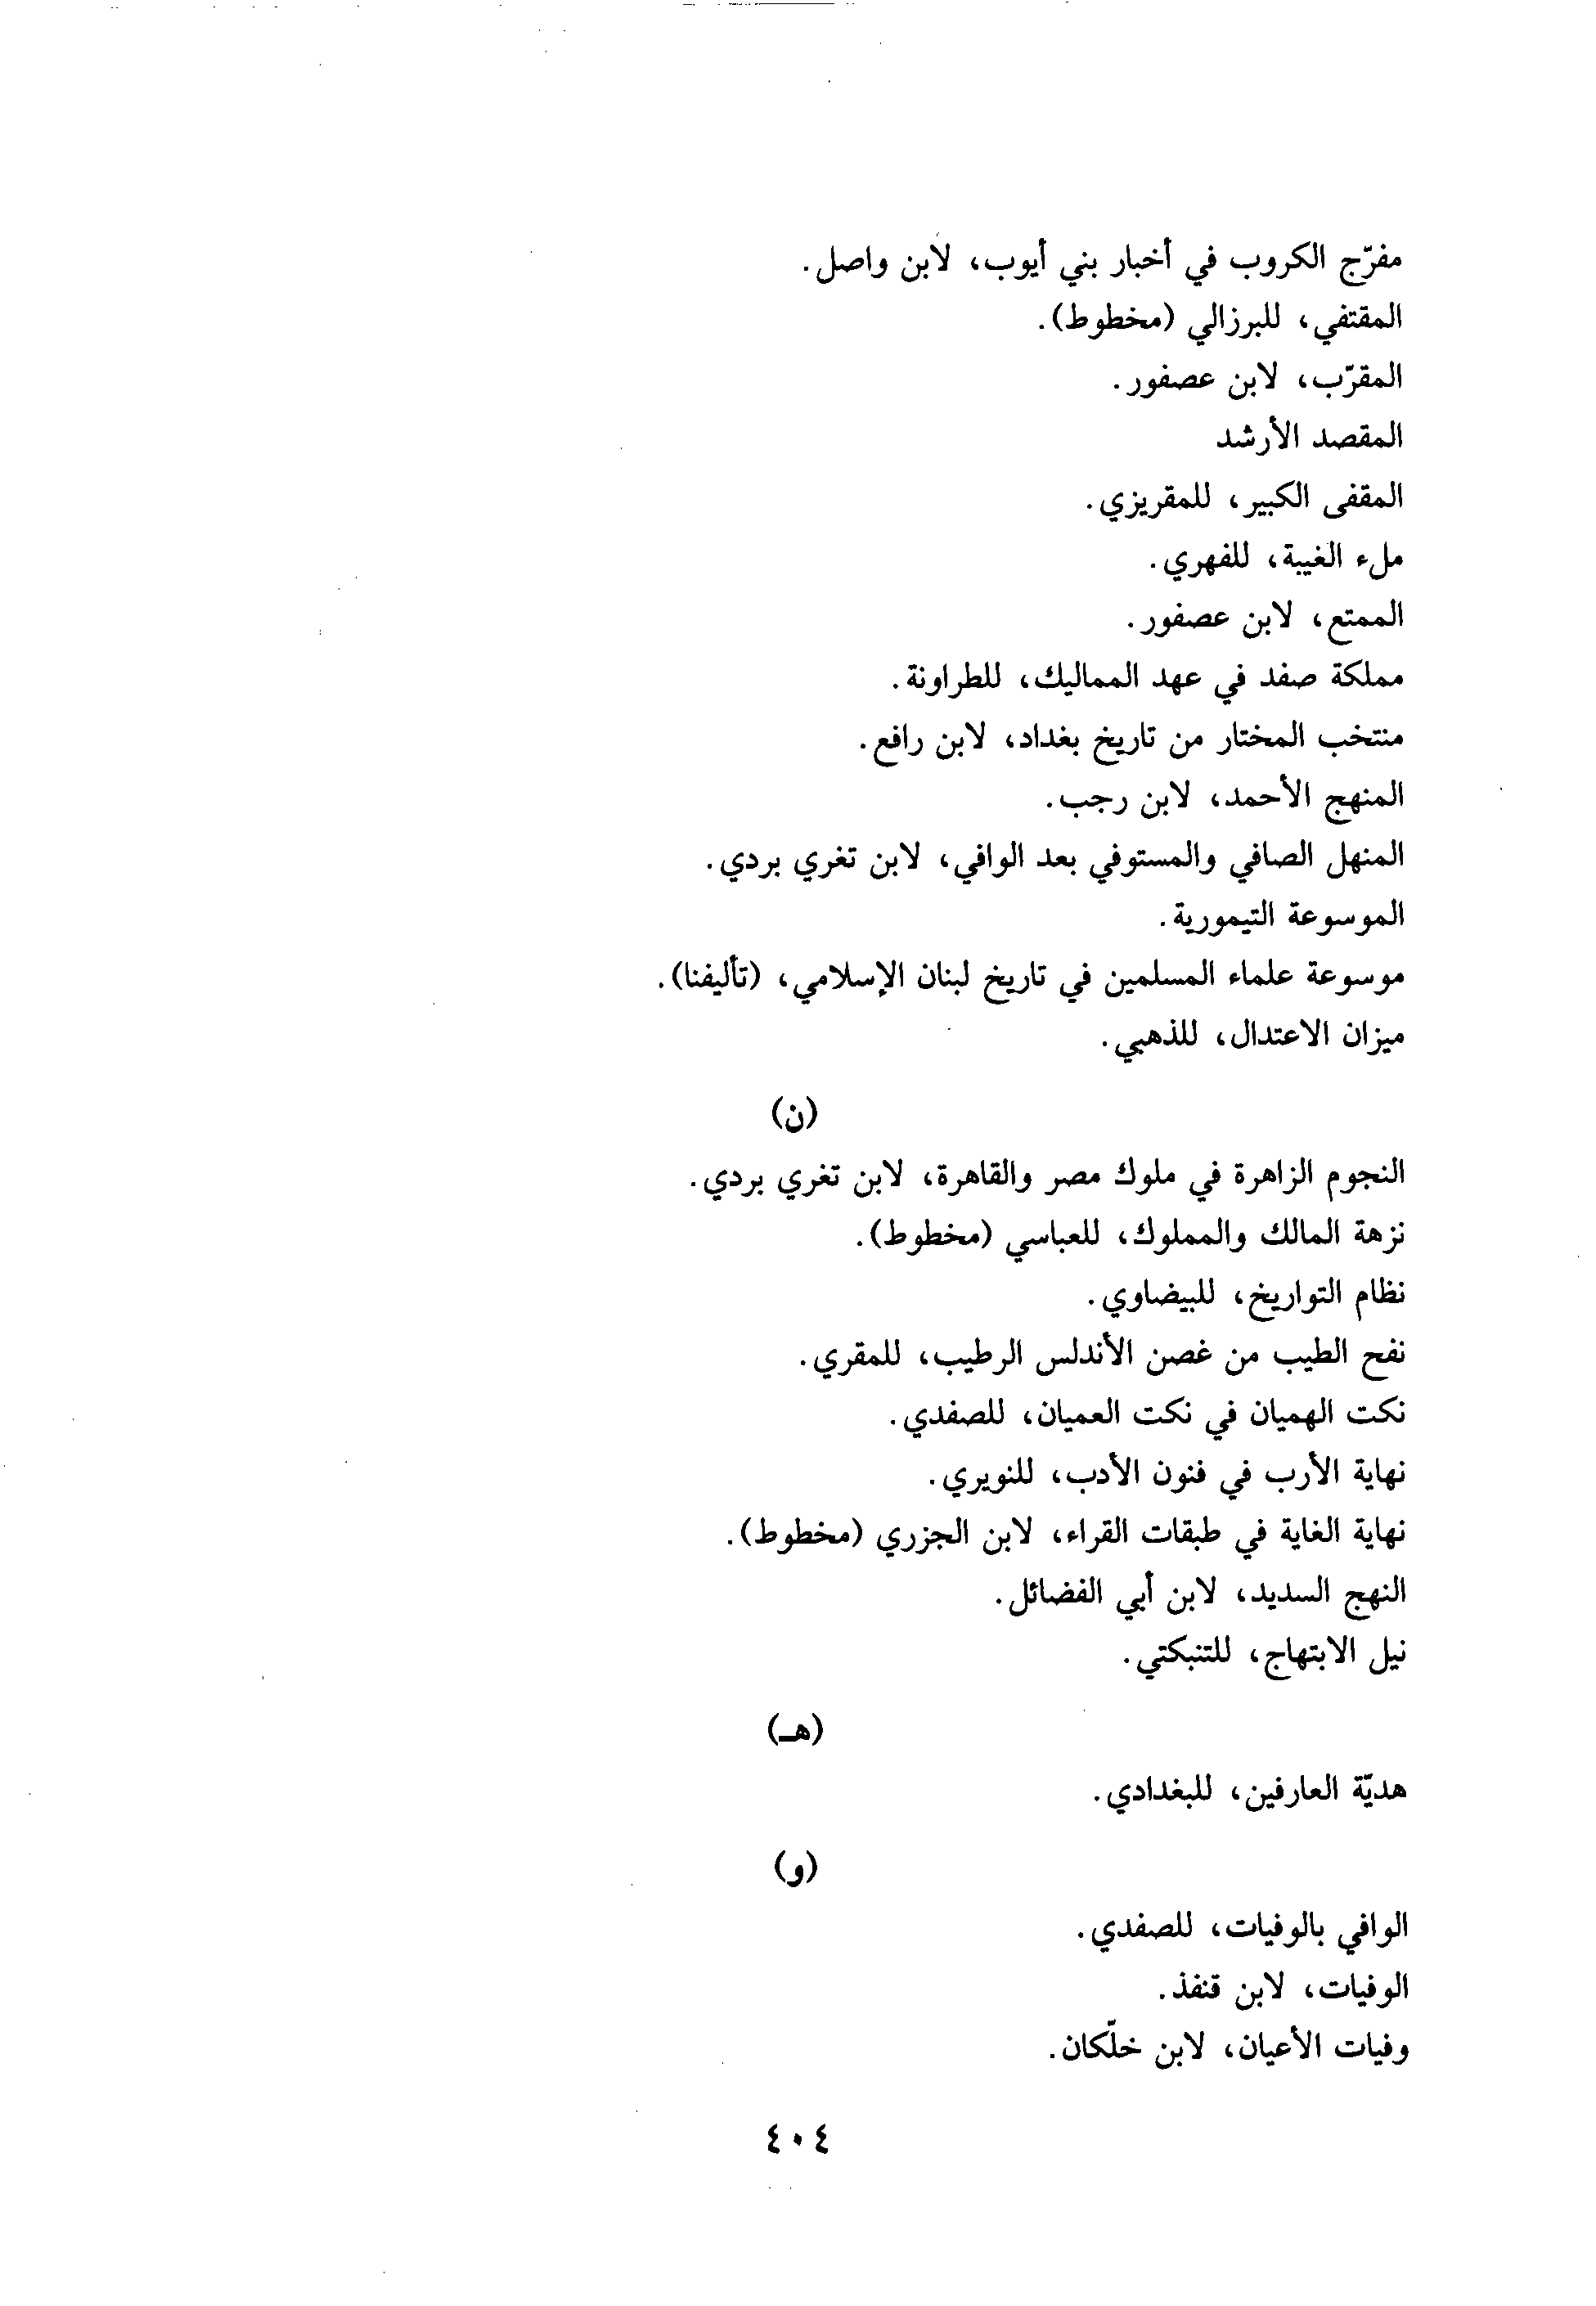 مفرّج الكروب في أخبار بني أيوب، لابن واصل.
المقتفي، للبرزالي (مخطوط).
المقرّب، لابن عصفور.
المقصد الأرشد
المقفى الكبير، للمقريزي.
ملء الغيبة، للفهري.
الممتع، لابن عصفور.
مملكة صفد في عهد المماليك، للطراونة.
منتخب المختار من تاريخ بغداد، لابن رافع.
المنهج الأحمد، لابن رجب.
المنهل الصافي والمستوفي بعد الوافي، لابن تغري بردي.
الموسوعة التيمورية.
موسوعة علماء المسلمين في تاريخ لبنان الإسلامي، (تأليفنا).
ميزان الاعتدال، للذهبي.
(ن)
النجوم الزاهرة في ملوك مصر والقاهرة، لابن تغري بردي.
نزهة المالك والمملوك، للعباسي (مخطوط).
نظام التواريخ، للبيضاوي.
نفح الطيب من غصن الأندلس الرطيب، للمقري.
نكت الهميان في نكت العميان، للصفدي.
نهاية الأرب في فنون الأدب، للنويري.
نهاية الغاية في طبقات القراء، لابن الجزري (مخطوط).
النهج السديد، لابن أبي الفضائل.
نيل الابتهاج، للتنبكتي.
(هـ)
هديّة العارفين، للبغدادي.
(و)
الوافي بالوفيات، للصفدي.
الوفيات، لابن قنفذ.
وفيات الأعيان، لابن خلّكان.
٤٠٤